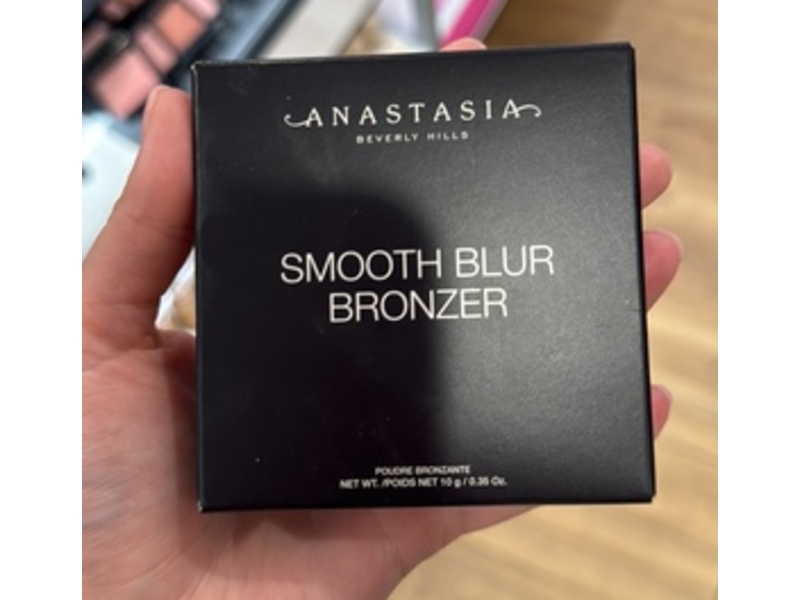 ANASTASIA
BEVERLY HILLS
SMOOTH BLUR
BRONZER
POUDRE BRONZANTE
NET WT. /POIDS NET 10 g / 0.35 Oz.